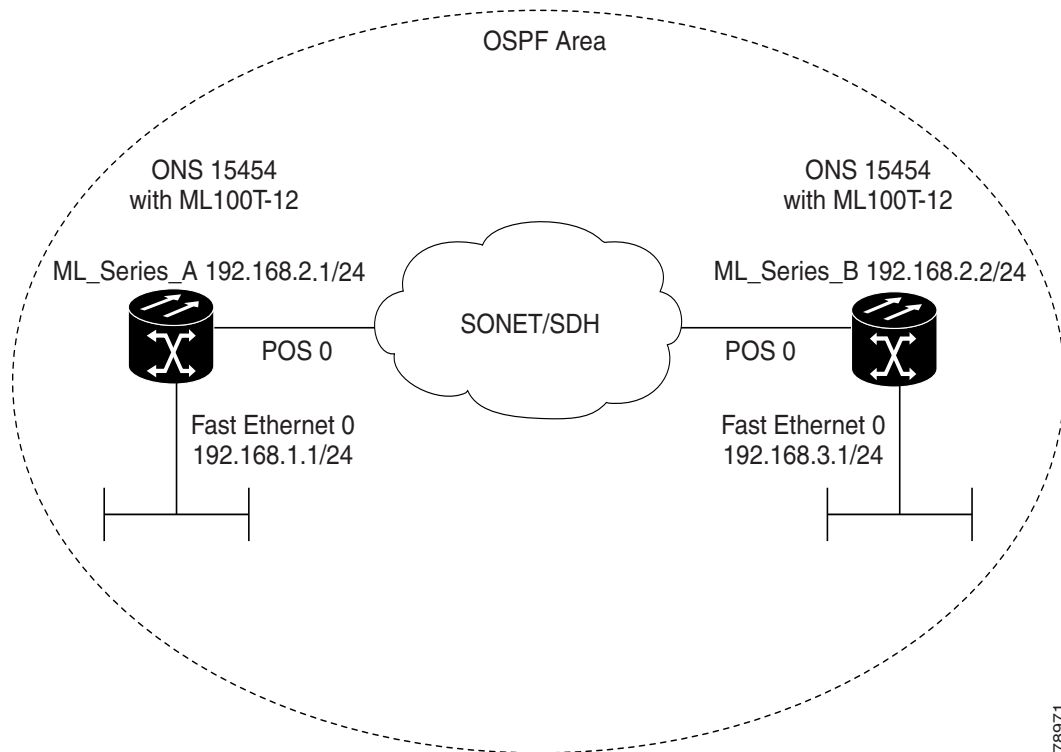 OSPF Area
ONS 15454
with ML100T-12
ONS 15454
with ML100T-12
ML_Series_A 192.168.2.1/24
ML_Series_B 192.168.2.2/24
SONET/SDH
POS 0
POS 0
Fast Ethernet 0
192.168.1.1/24
Fast Ethernet 0
192.168.3.1/24
78971